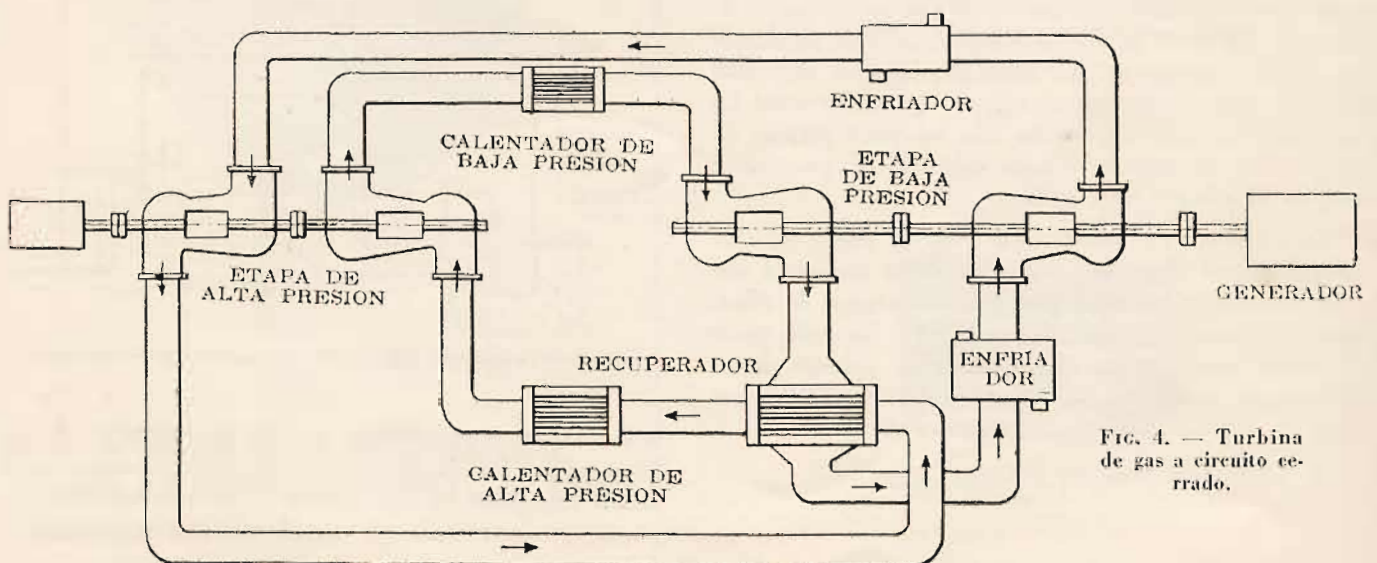 ENFRIADOR
CALENTADOR DE
BAJA PRESION
ETAPA
DE BAJA
PRESION
ETAPA DE
ALTA PRESION
GENERADOR
RECUPERADOR
ENFRIA
DOR
CALENTADOR DE
ALTA PRESION
FIG. 4. — Turbina
de gas a circuito ce-
rrado.